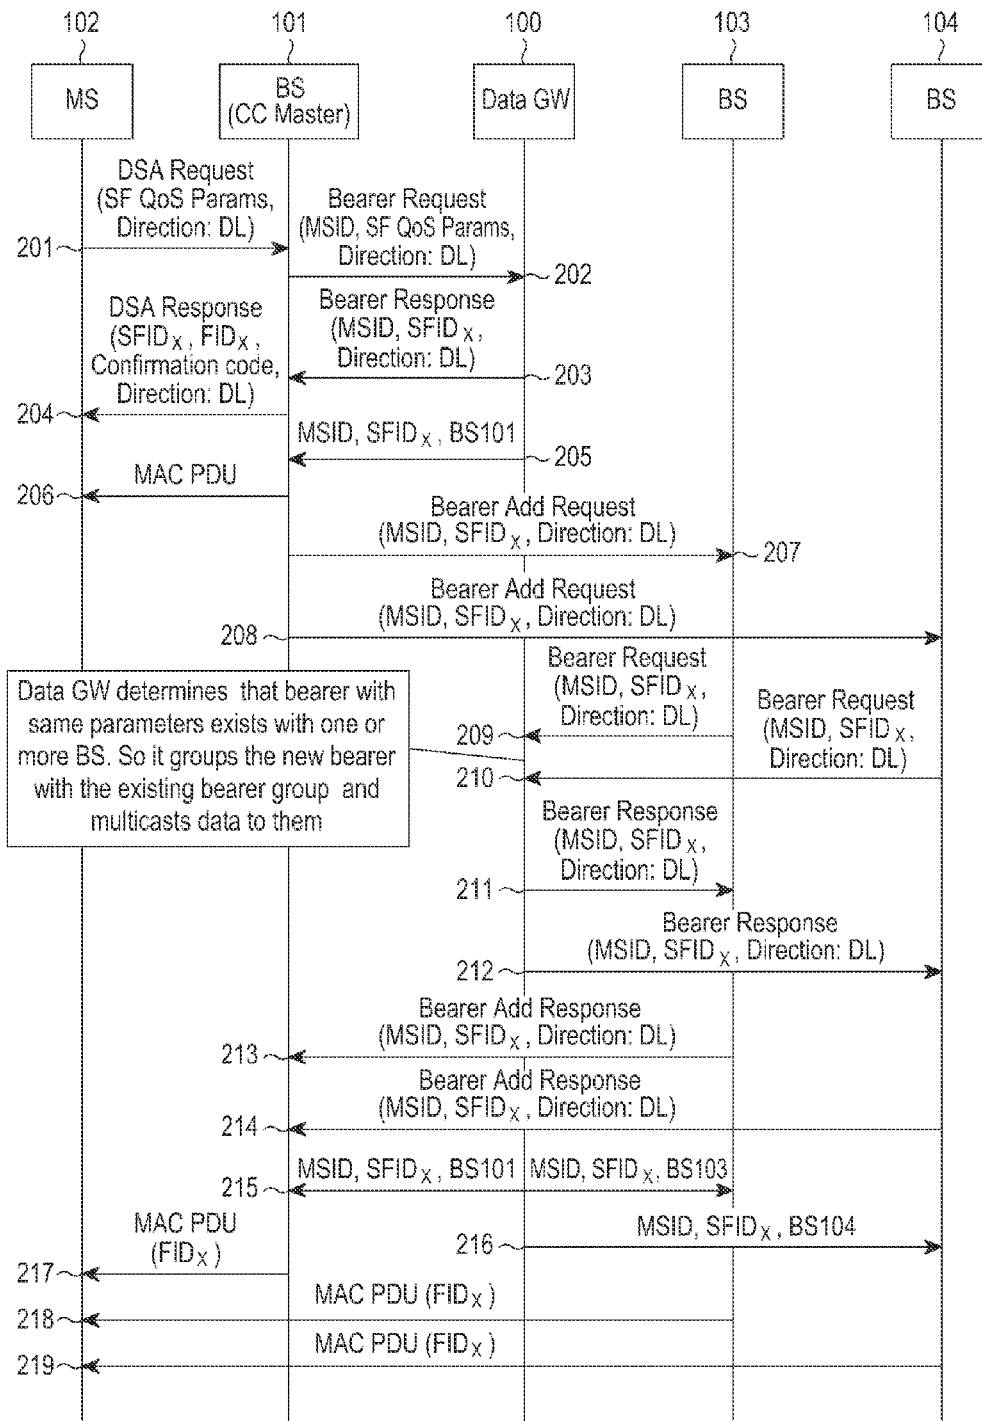 102 101 100 103 104
MS
BS
(CC Master)
Data GW
BS
BS
DSA Request
(SF QoS Params,
Direction: DL)
201
Bearer Request
(MSID, SF QoS Params,
Direction: DL)
202
Bearer Response
(MSID, SFIDX,
Direction: DL)
203
DSA Response
(SFIDX, FIDX,
Confirmation code,
Direction: DL)
204
MSID, SFIDX, BS101
205
MAC PDU
206
Bearer Add Request
(MSID, SFIDX, Direction: DL)
207
Bearer Add Request
(MSID, SFIDX, Direction: DL)
208
Data GW determines that bearer with
same parameters exists with one or
more BS. So it groups the new bearer
with the existing bearer group and
multicasts data to them
Bearer Request
(MSID, SFIDX,
Direction: DL)
209
Bearer Request
(MSID, SFIDX,
Direction: DL)
210
Bearer Response
(MSID, SFIDX,
Direction: DL)
211
Bearer Response
(MSID, SFIDX, Direction: DL)
212
Bearer Add Response
(MSID, SFIDX, Direction: DL)
213
Bearer Add Response
(MSID, SFIDX, Direction: DL)
214
MSID, SFIDX, BS101 MSID, SFIDX, BS103
215
MSID, SFIDX, BS104
216
MAC PDU
(FIDX)
217
MAC PDU (FIDX)
218
MAC PDU (FIDX)
219